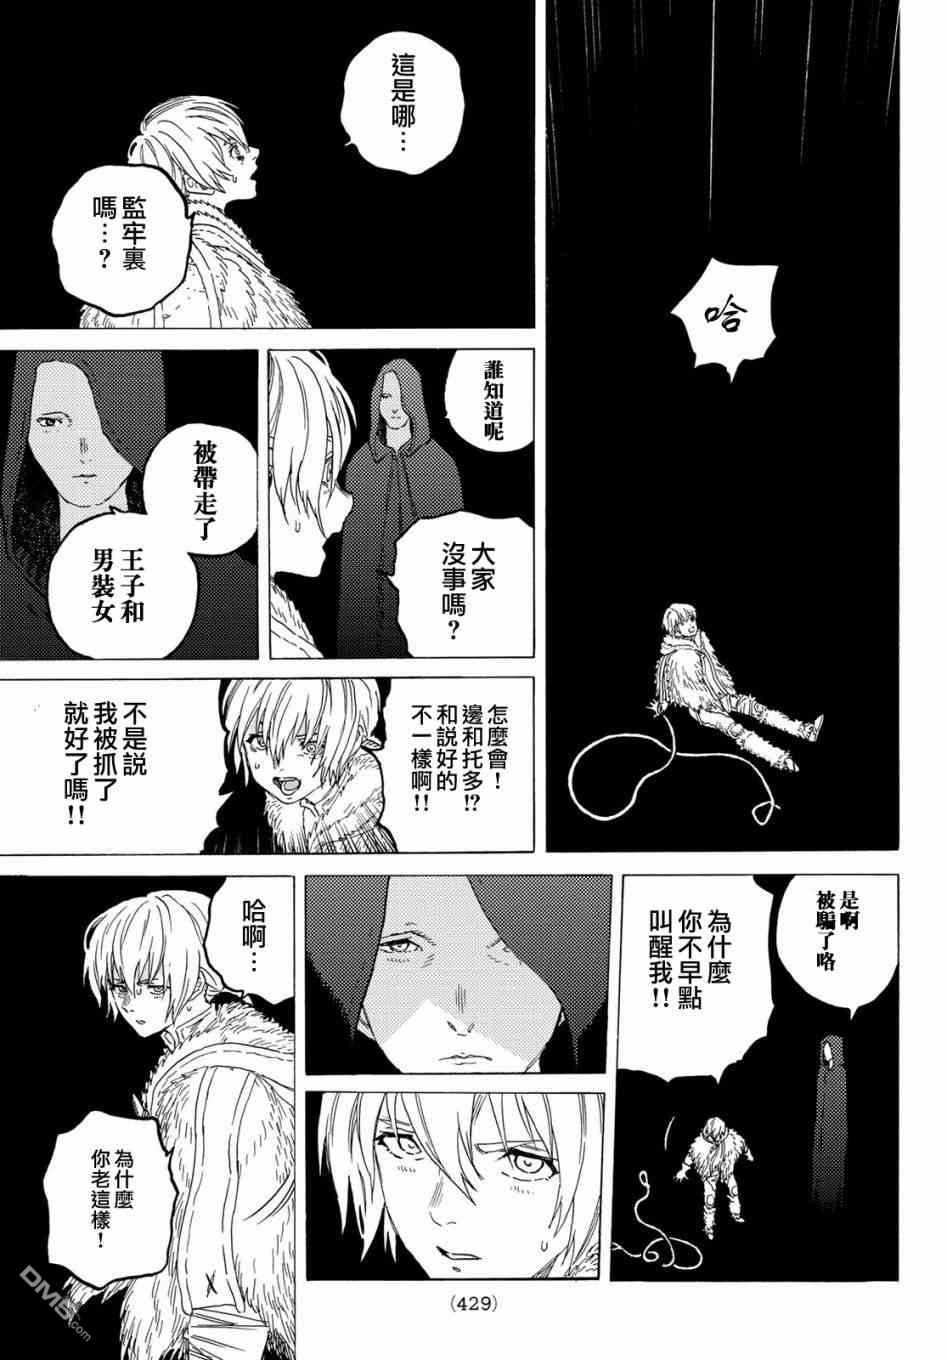 哈
這是哪…
監牢裏
嗎…？
誰知道呢
大家
沒事嗎？
被帶走了
王子和
男裝女
怎麼會！
邊和托多!?
和說好的
不一樣啊!!
不是說
我被抓了
就好了嗎!!
是啊
被騙了咯
為什麼
你不早點
叫醒我!!
哈啊…
為什麼
你老這樣！
(429)